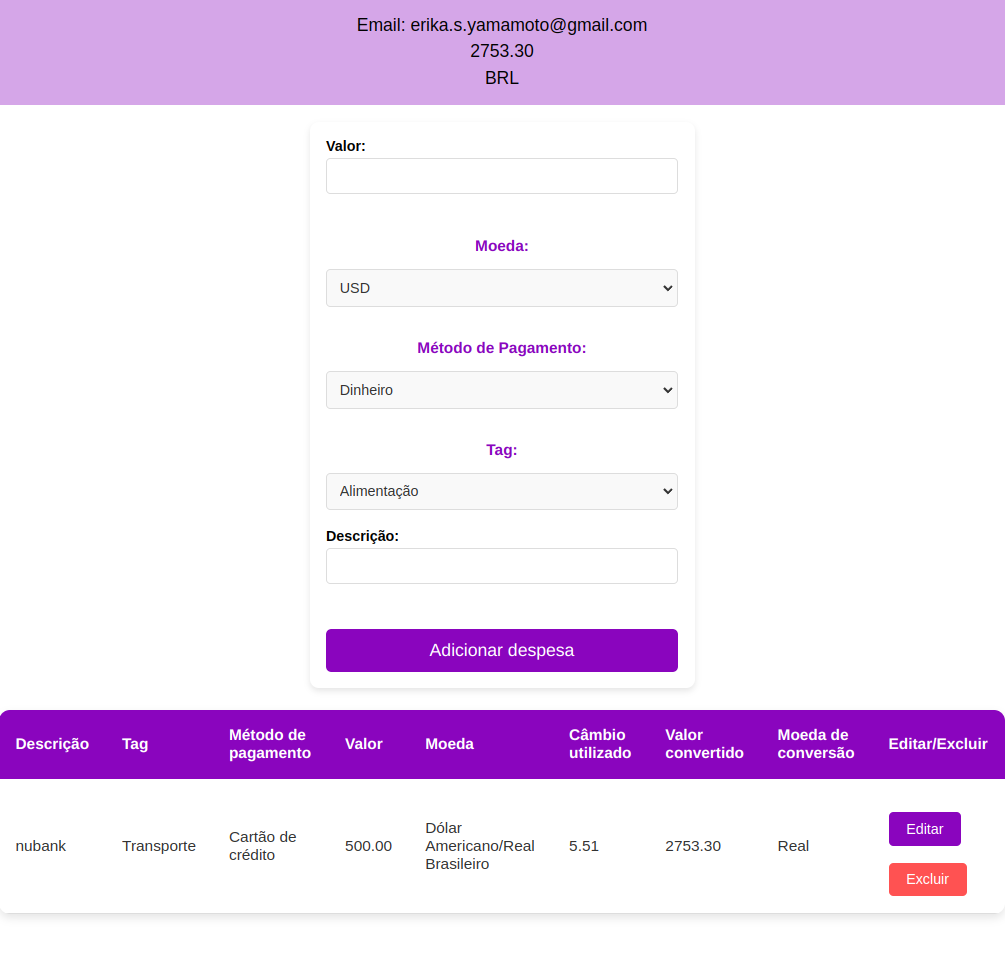 Email: erika.s.yamamoto@gmail.com
2753.30
BRL
Valor:
Moeda:
USD
Método de Pagamento:
Dinheiro
Tag:
Alimentação
Descrição:
Adicionar despesa
Descrição Tag Método de pagamento Valor Moeda Câmbio utilizado Valor convertido Moeda de conversão Editar/Excluir
nubank Transporte Cartão de crédito 500.00 Dólar Americano/Real Brasileiro 5.51 2753.30 Real Editar
Excluir